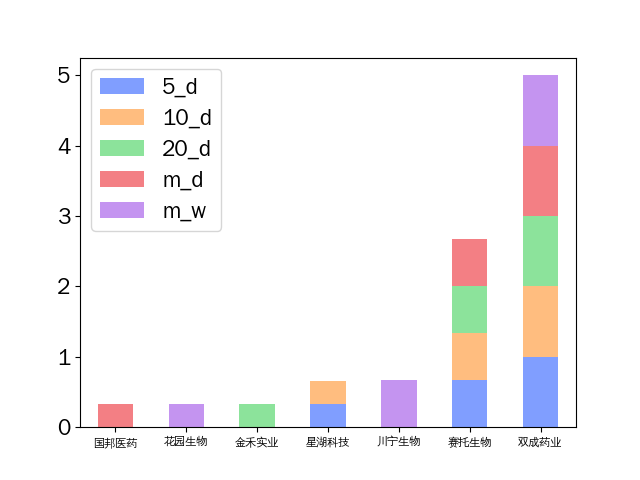 5
4
3
2
1
0
5_d
10_d
20_d
m_d
m_w
国邦医药 花园生物 金禾实业 星湖科技 川宁生物 赛托生物 双成药业